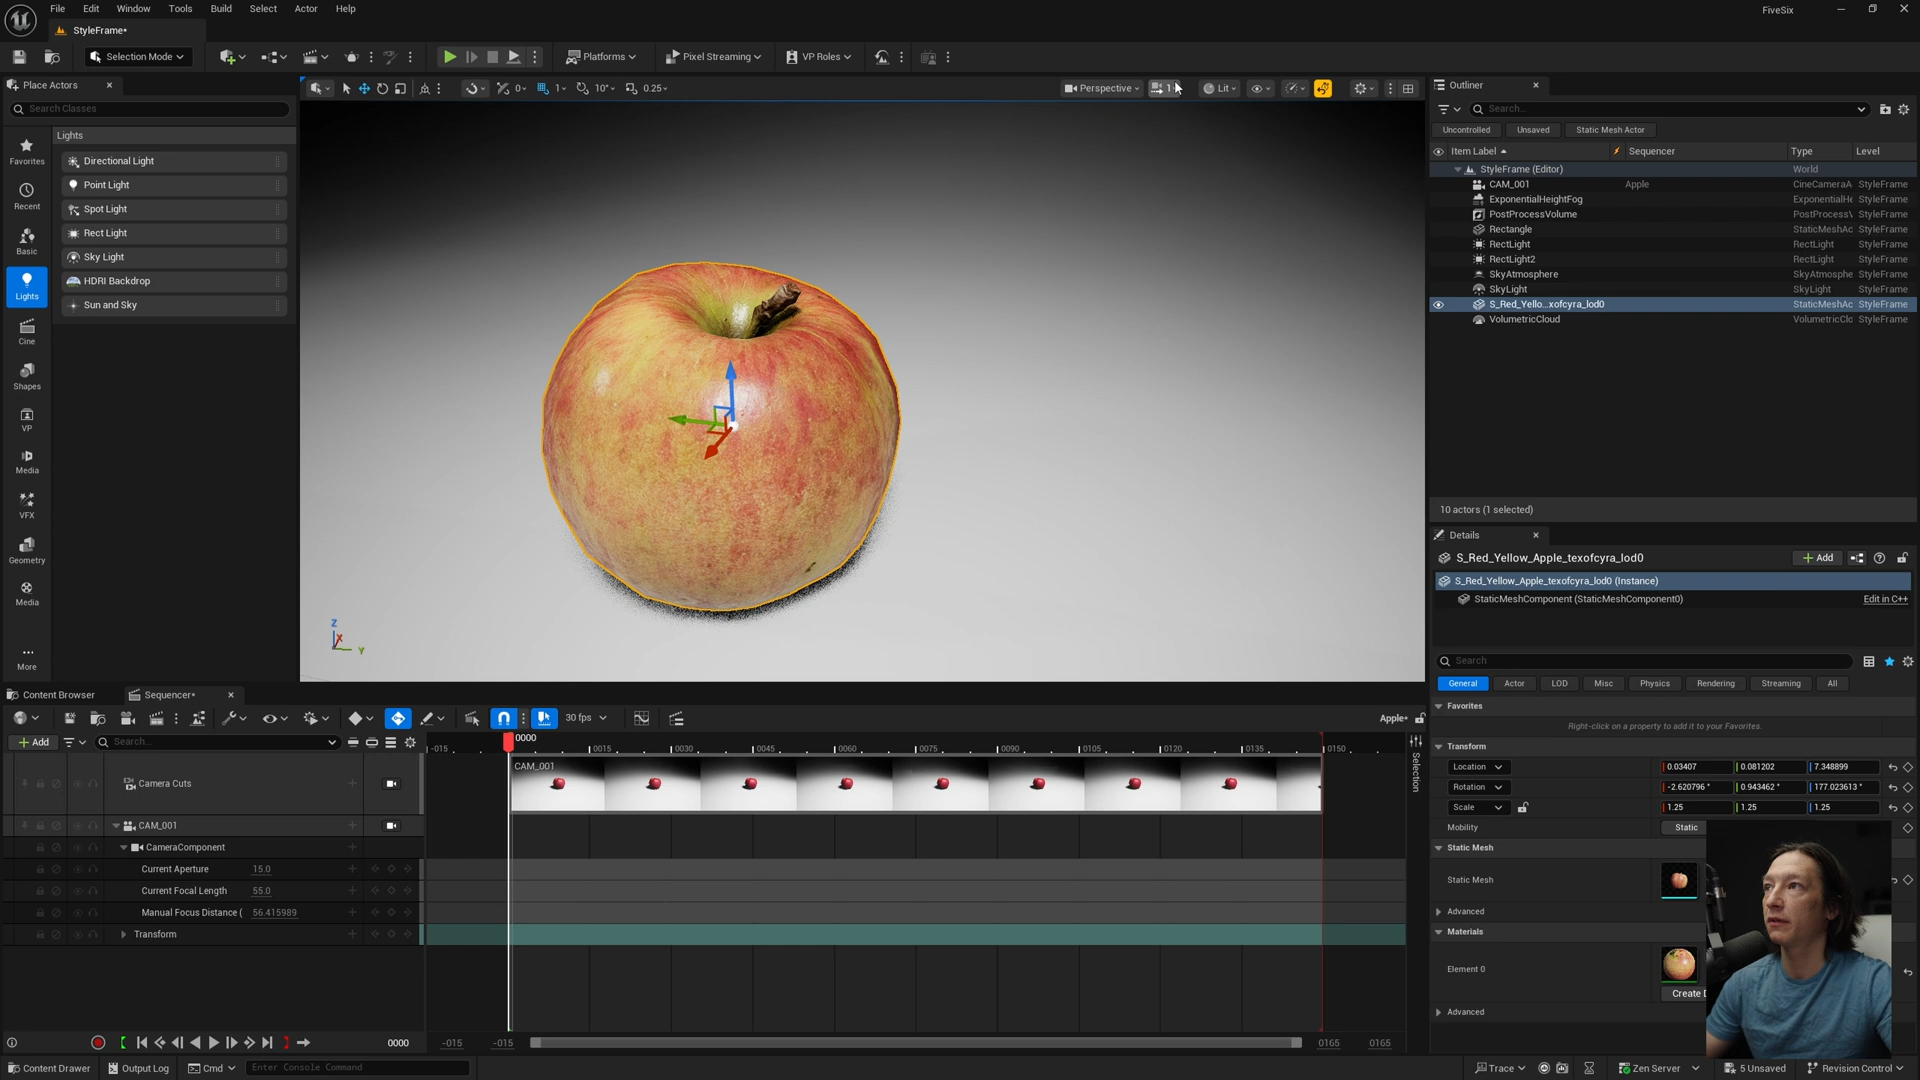 File Edit Window Tools Build Select Actor Help
FiveSix
StyleFrame•
Selection Mode
Platforms
Pixel Streaming
VP Roles
Place Actors
Search Classes
Favorites
Recent
Basic
Lights
Cine
Shapes
VP
Media
VFX
Geometry
Media
More
Lights
Directional Light
Point Light
Spot Light
Rect Light
Sky Light
HDRI Backdrop
Sun and Sky
0 1 10° 0.25
Perspective
1
Lit
Z
X
Y
Outliner
Search...
Uncontrolled Unsaved Static Mesh Actor
Item Label Sequencer Type Level
StyleFrame (Editor) World
CAM_001 Apple CineCameraA StyleFrame
ExponentialHeightFog ExponentialHe StyleFrame
PostProcessVolume PostProcessV StyleFrame
Rectangle StaticMeshAc StyleFrame
RectLight RectLight StyleFrame
RectLight2 RectLight StyleFrame
SkyAtmosphere SkyAtmosphe StyleFrame
SkyLight SkyLight StyleFrame
S_Red_Yello...xofcyra_lod0 StaticMeshAc StyleFrame
VolumetricCloud VolumetricClo StyleFrame
10 actors (1 selected)
Details
S_Red_Yellow_Apple_texofcyra_lod0
Add
S_Red_Yellow_Apple_texofcyra_lod0 (Instance)
StaticMeshComponent (StaticMeshComponent0) Edit in C++
Search
General Actor LOD Misc Physics Rendering Streaming All
Favorites
Right-click on a property to add it to your Favorites.
Transform
Location 0.03407 0.081202 7.348899
Rotation -2.620796 ° 0.943462 ° 177.023613 °
Scale 1.25 1.25 1.25
Mobility Static
Static Mesh
Static Mesh
Advanced
Materials
Element 0
Create
Advanced
Content Browser
Sequencer•
30 fps
Apple•
Add
Search...
0000
-015 0015 0030 0045 0060 0075 0090 0105 0120 0135 0150
Selection
Camera Cuts
CAM_001
CAM_001
CameraComponent
Current Aperture 15.0
Current Focal Length 55.0
Manual Focus Distance ( 56.415989
Transform
0000
-015 -015 0165 0165
Content Drawer
Output Log
Cmd
Enter Console Command
Trace
Zen Server
5 Unsaved
Revision Control